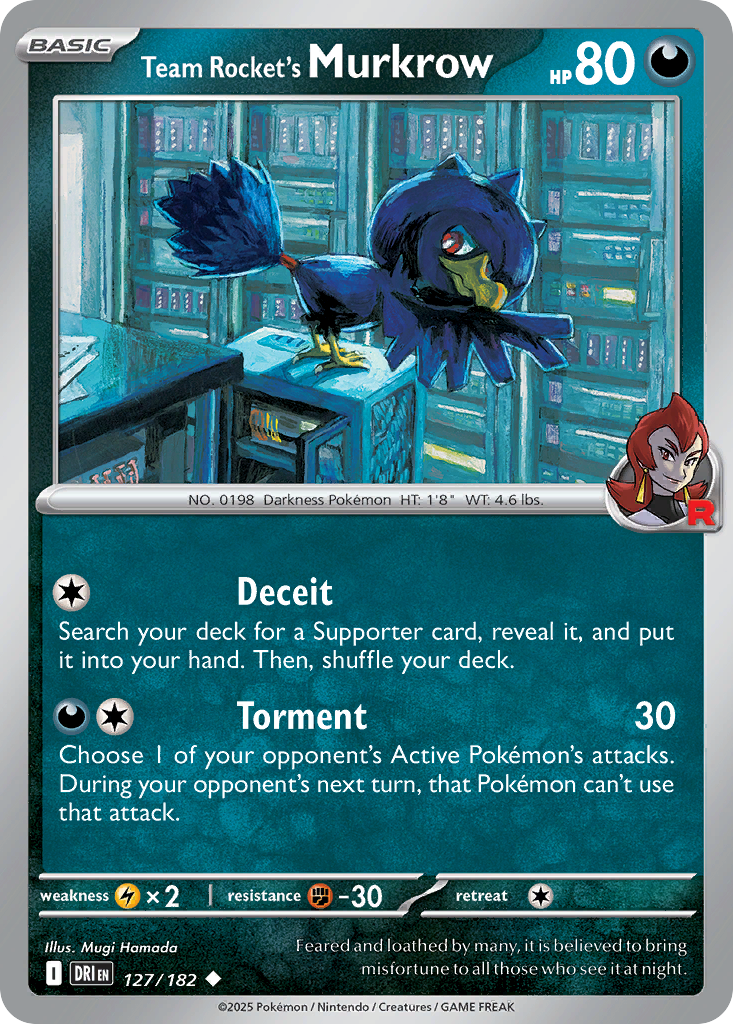 BASIC
Team Rocket's Murkrow HP 80
NO. 0198 Darkness Pokémon HT: 1'8" WT: 4.6 lbs.
R
Deceit
Search your deck for a Supporter card, reveal it, and put
it into your hand. Then, shuffle your deck.
Torment 30
Choose 1 of your opponent's Active Pokémon's attacks.
During your opponent's next turn, that Pokémon can't use
that attack.
weakness ×2 | resistance -30 retreat
Illus. Mugi Hamada
Feared and loathed by many, it is believed to bring
misfortune to all those who see it at night.
I DRI EN 127/182
©2025 Pokémon / Nintendo / Creatures / GAME FREAK